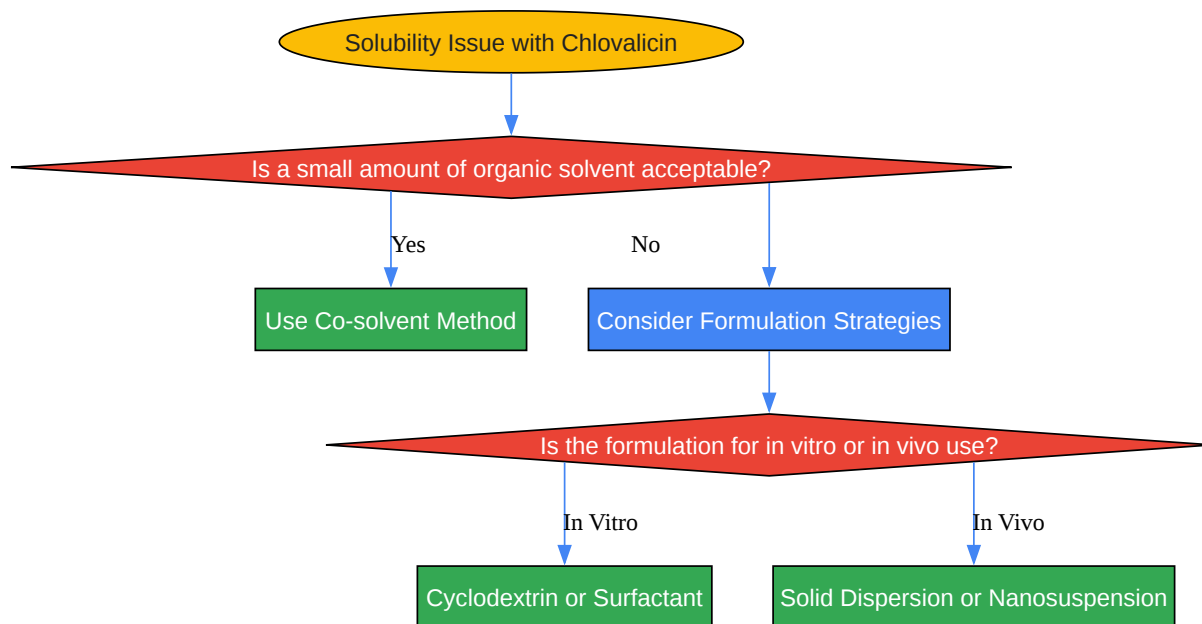 Solubility Issue with Chlovalicin
Is a small amount of organic solvent acceptable?
Yes
No
Use Co-solvent Method
Consider Formulation Strategies
Is the formulation for in vitro or in vivo use?
In Vitro
In Vivo
Cyclodextrin or Surfactant
Solid Dispersion or Nanosuspension